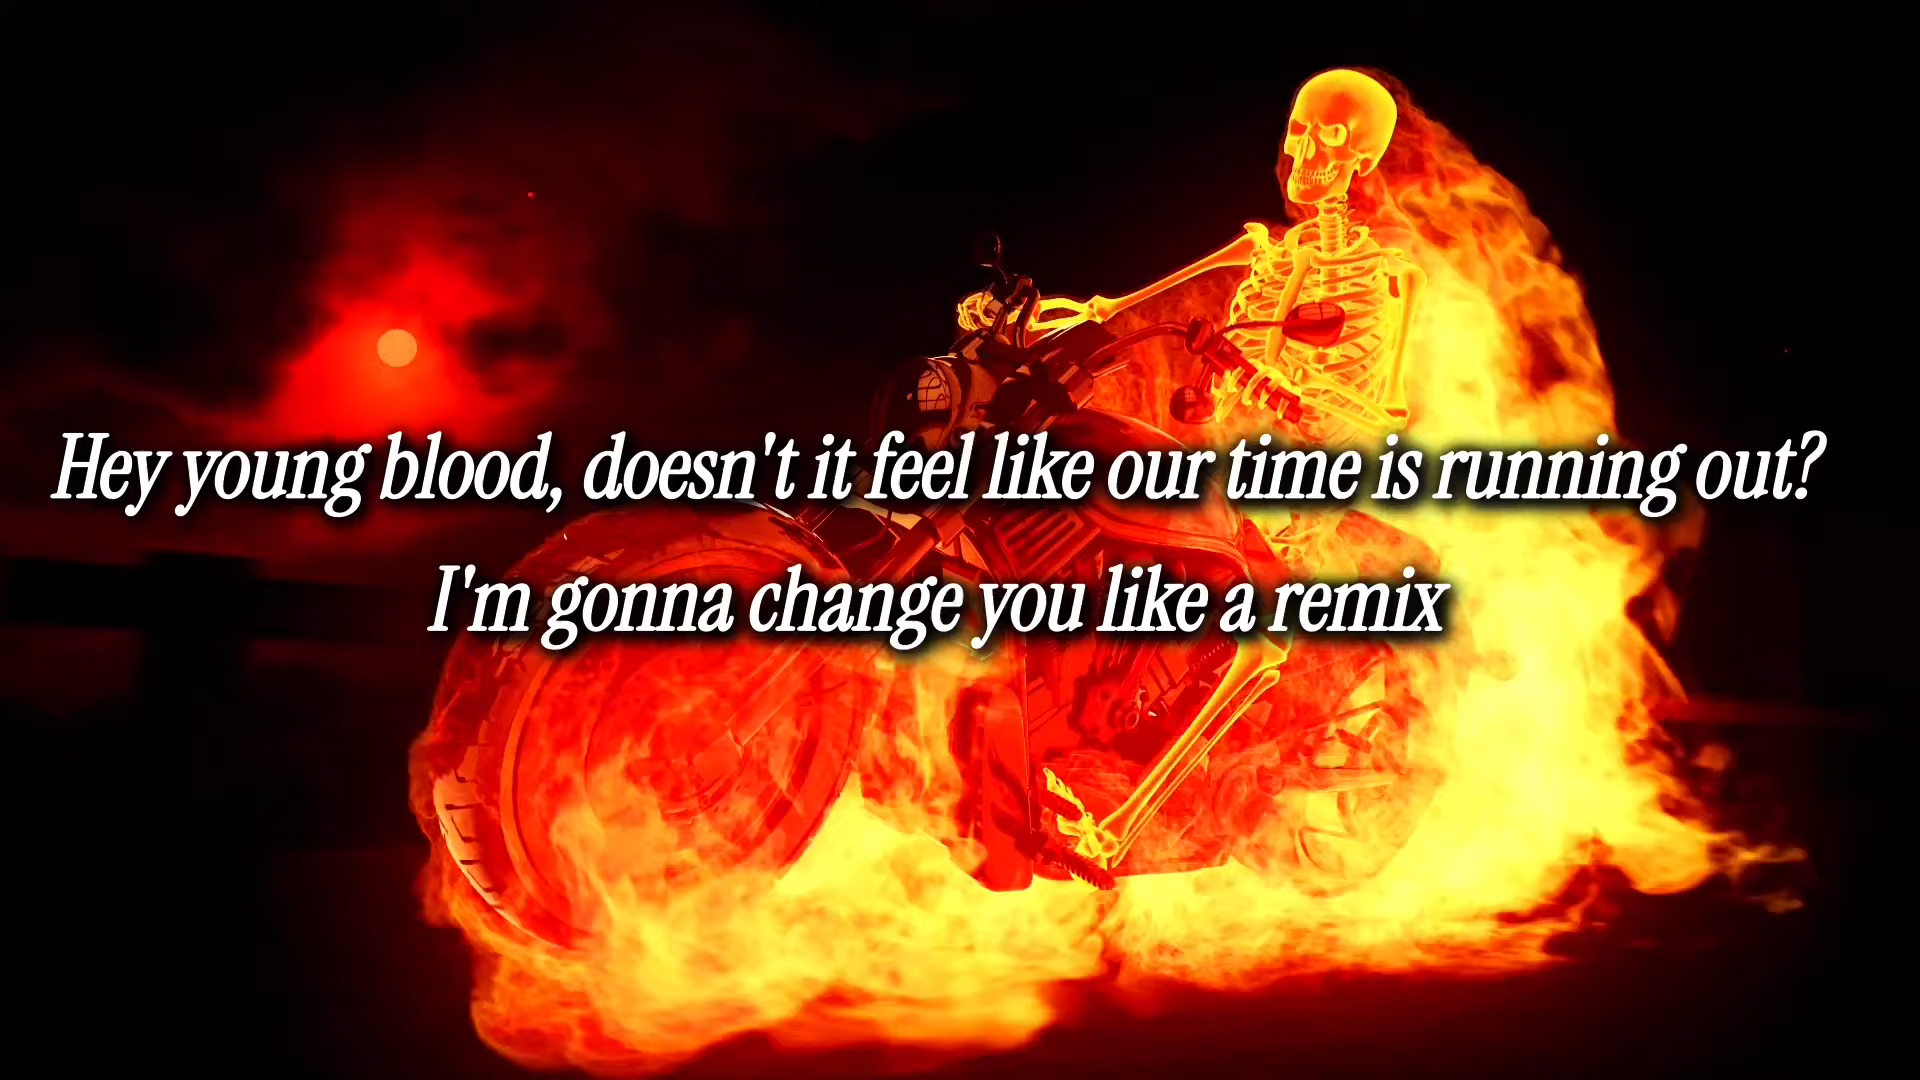 Hey young blood, doesn't it feel like our time is running out?
I'm gonna change you like a remix